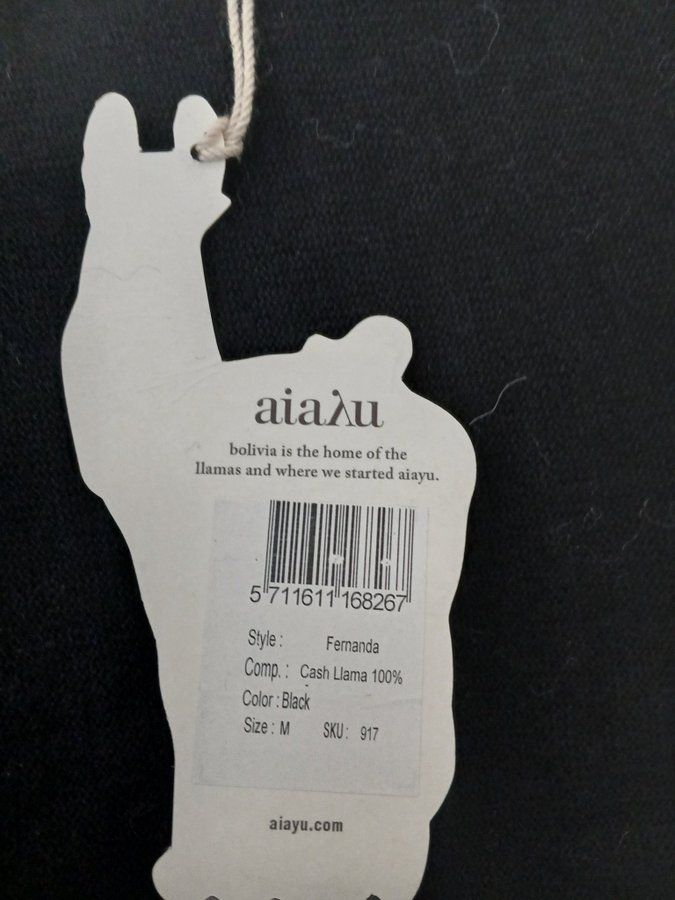 aiayu
bolivia is the home of the
llamas and where we started aiayu.
5 711611 168267
Style : Fernanda
Comp. : Cash Llama 100%
Color : Black
Size : M SKU : 917
aiayu.com